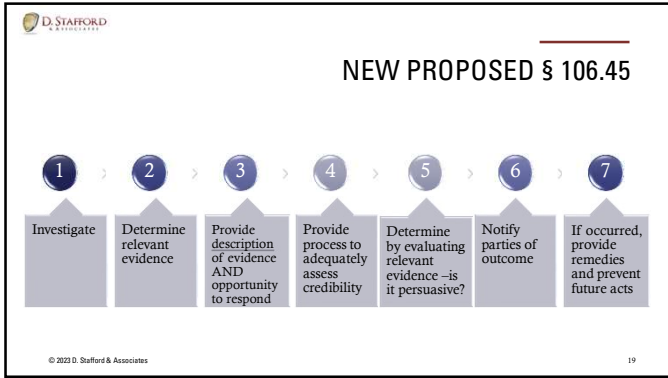 D. STAFFORD
& ASSOCIATES
NEW PROPOSED § 106.45
1
2
3
4
5
6
7
Investigate
Determine
relevant
evidence
Provide
description
of evidence
AND
opportunity
to respond
Provide
process to
adequately
assess
credibility
Determine
by evaluating
relevant
evidence –is
it persuasive?
Notify
parties of
outcome
If occurred,
provide
remedies
and prevent
future acts
© 2023 D. Stafford & Associates
19